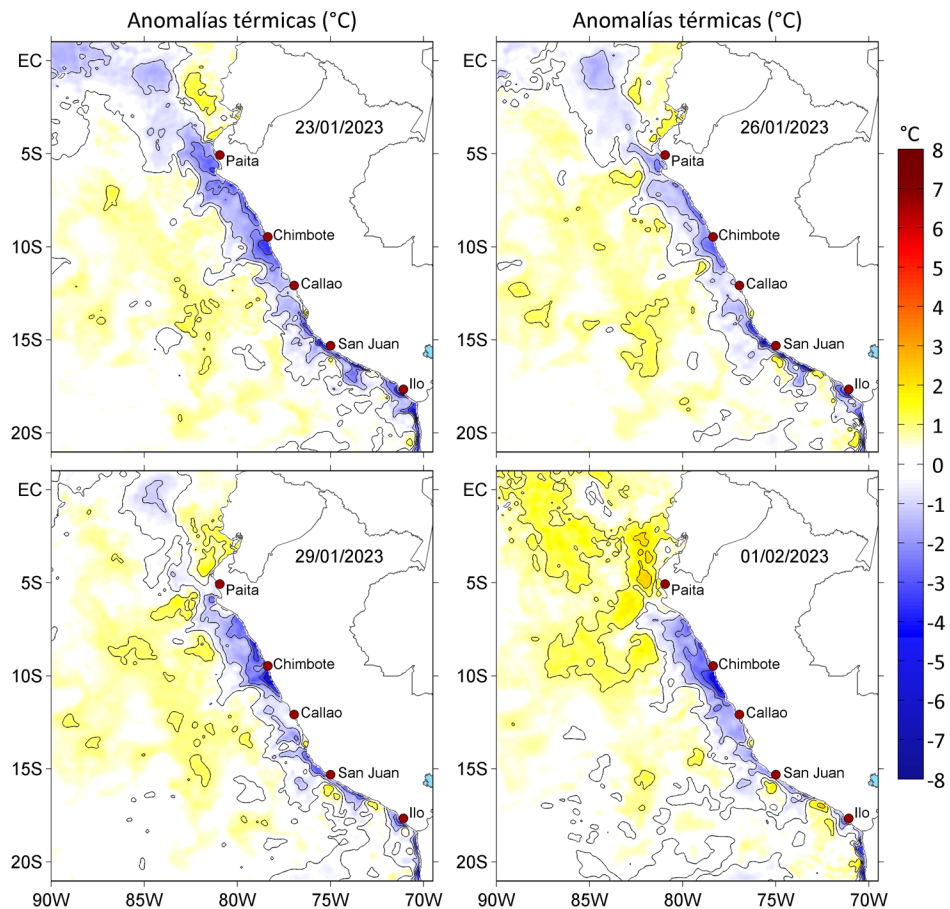 Anomalías térmicas (°C)
Anomalías térmicas (°C)
EC
5S
10S
15S
20S
23/01/2023
Paita
Chimbote
Callao
San Juan
Ilo
EC
5S
10S
15S
20S
26/01/2023
Paita
Chimbote
Callao
San Juan
Ilo
EC
5S
10S
15S
20S
29/01/2023
Paita
Chimbote
Callao
San Juan
Ilo
90W 85W 80W 75W 70W
EC
5S
10S
15S
20S
01/02/2023
Paita
Chimbote
Callao
San Juan
Ilo
90W 85W 80W 75W 70W
°C
8
7
6
5
4
3
2
1
0
-1
-2
-3
-4
-5
-6
-7
-8